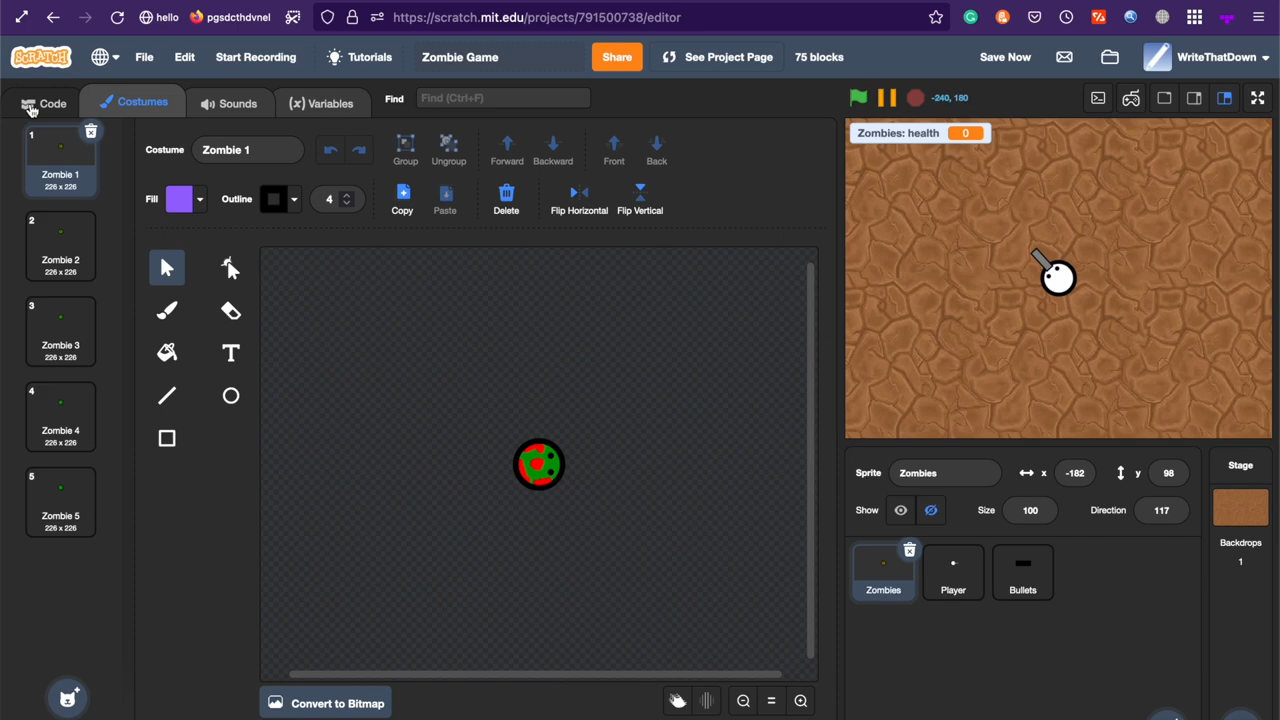 hello pgsdcthdvnel https://scratch.mit.edu/projects/791500738/editor
SCRATCH File Edit Start Recording Tutorials Zombie Game Share See Project Page 75 blocks Save Now WriteThatDown
Code Costumes Sounds (x) Variables Find Find (Ctrl+F) -240, 180
1
Zombie 1
226 x 226
2
Zombie 2
226 x 226
3
Zombie 3
226 x 226
4
Zombie 4
226 x 226
5
Zombie 5
226 x 226
Costume Zombie 1 Group Ungroup Forward Backward Front Back
Fill Outline 4 Copy Paste Delete Flip Horizontal Flip Vertical
T
Convert to Bitmap
Zombies: health 0
Sprite Zombies x -182 y 98
Show Size 100 Direction 117
Zombies Player Bullets
Stage
Backdrops
1